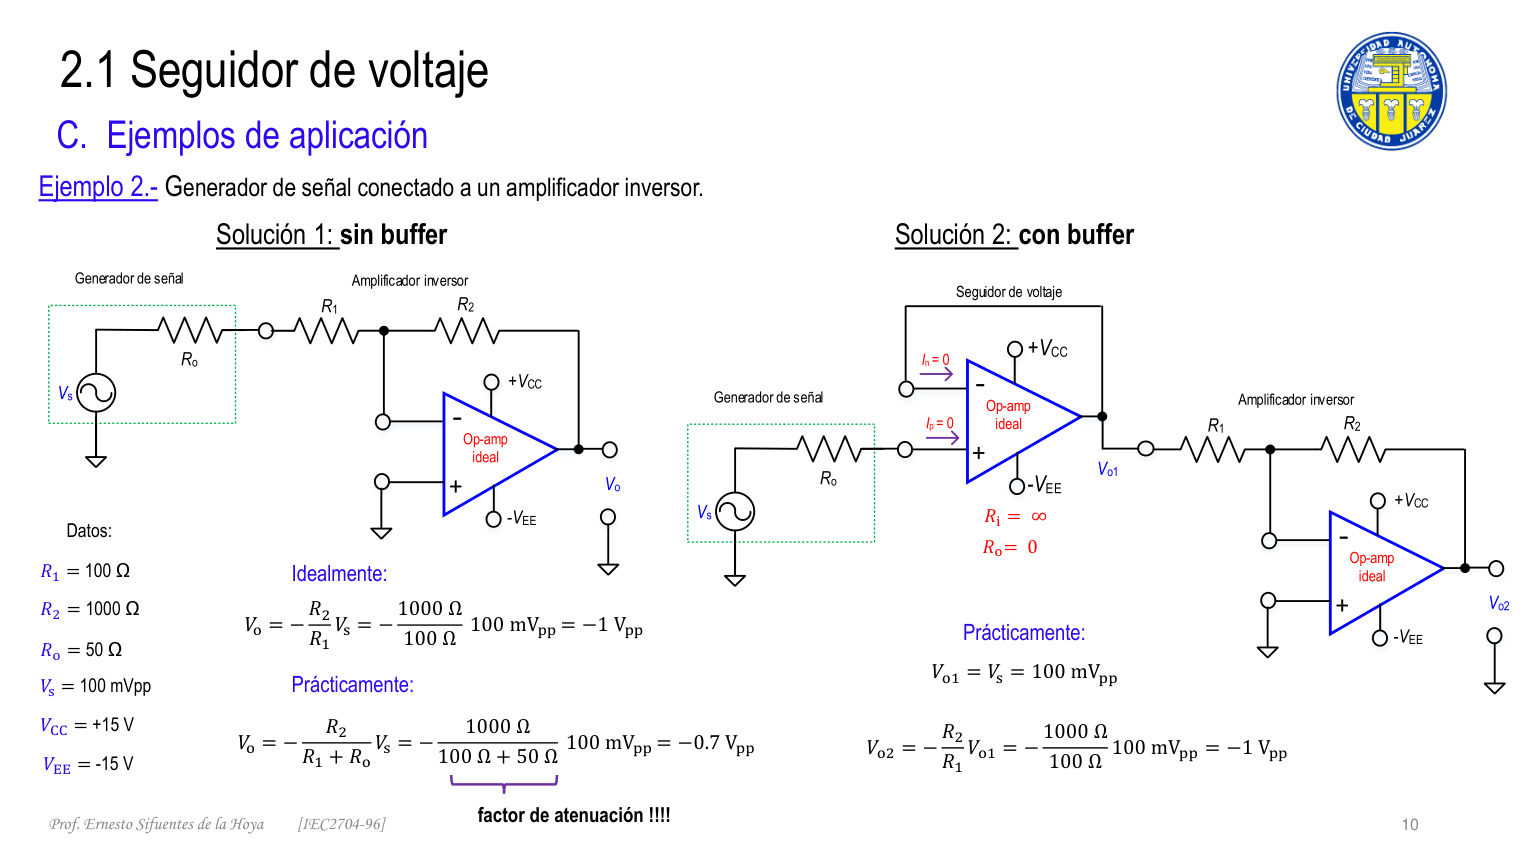 2.1 Seguidor de voltaje
UNIVERSIDAD AUTONOMA
DE CIUDAD JUAREZ
C. Ejemplos de aplicación
Ejemplo 2.- Generador de señal conectado a un amplificador inversor.
Solución 1: sin buffer
Generador de señal
Amplificador inversor
R1
R2
Ro
Vs
+VCC
-
Op-amp
ideal
+
-VEE
Vo
Datos:
R1 = 100 Ω
R2 = 1000 Ω
Ro = 50 Ω
Vs = 100 mVpp
VCC = +15 V
VEE = -15 V
Idealmente:
Vo = −R2/R1 Vs = −1000 Ω/100 Ω 100 mVpp = −1 Vpp
Prácticamente:
Vo = −R2/(R1 + Ro) Vs = −1000 Ω/(100 Ω + 50 Ω) 100 mVpp = −0.7 Vpp
factor de atenuación !!!!
Solución 2: con buffer
Seguidor de voltaje
+VCC
In = 0
-
Op-amp
ideal
Ip = 0
+
-VEE
Ri = ∞
Ro = 0
Generador de señal
Ro
Vs
Vo1
Amplificador inversor
R1
R2
+VCC
-
Op-amp
ideal
+
-VEE
Vo2
Prácticamente:
Vo1 = Vs = 100 mVpp
Vo2 = −R2/R1 Vo1 = −1000 Ω/100 Ω 100 mVpp = −1 Vpp
Prof. Ernesto Sifuentes de la Hoya [IEC2704-96]
10